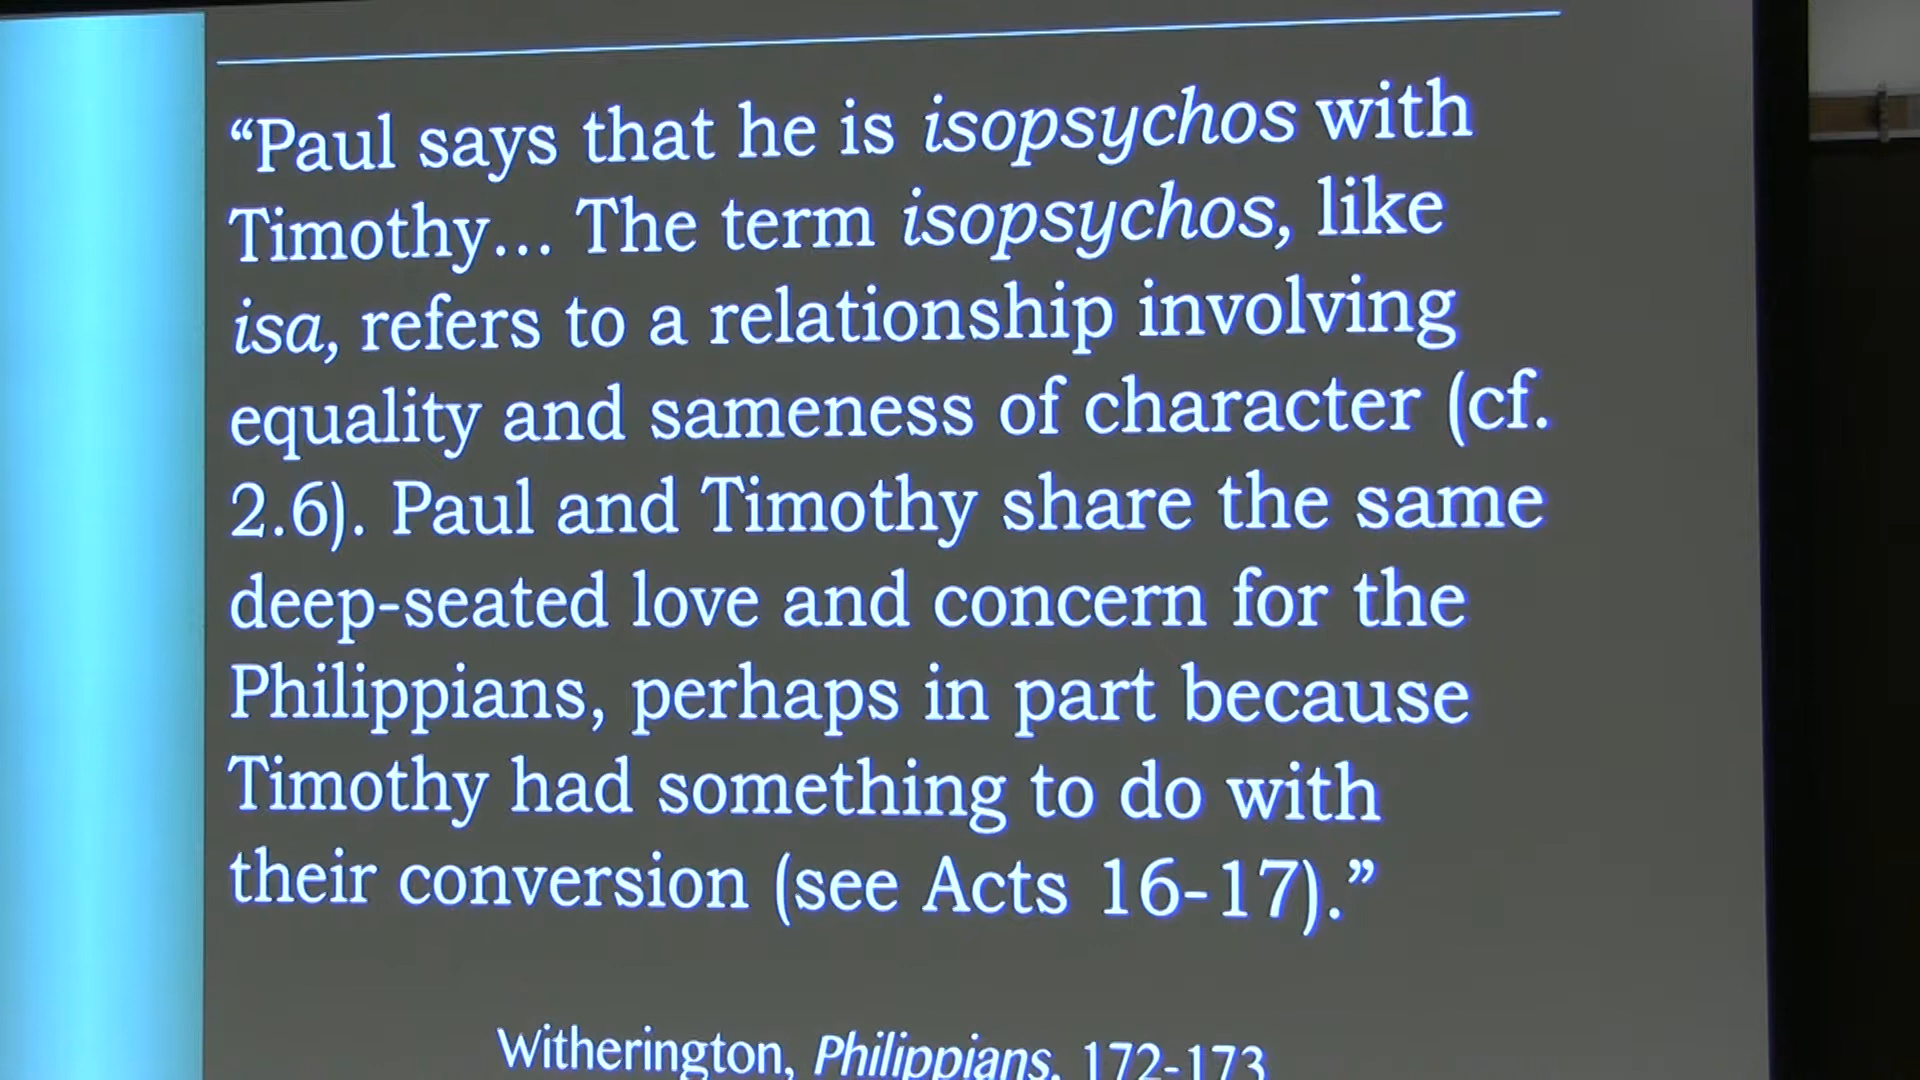 “Paul says that he is isopsychos with
Timothy… The term isopsychos, like
isa, refers to a relationship involving
equality and sameness of character (cf.
2.6). Paul and Timothy share the same
deep-seated love and concern for the
Philippians, perhaps in part because
Timothy had something to do with
their conversion (see Acts 16-17).”
Witherington, Philippians, 172-173